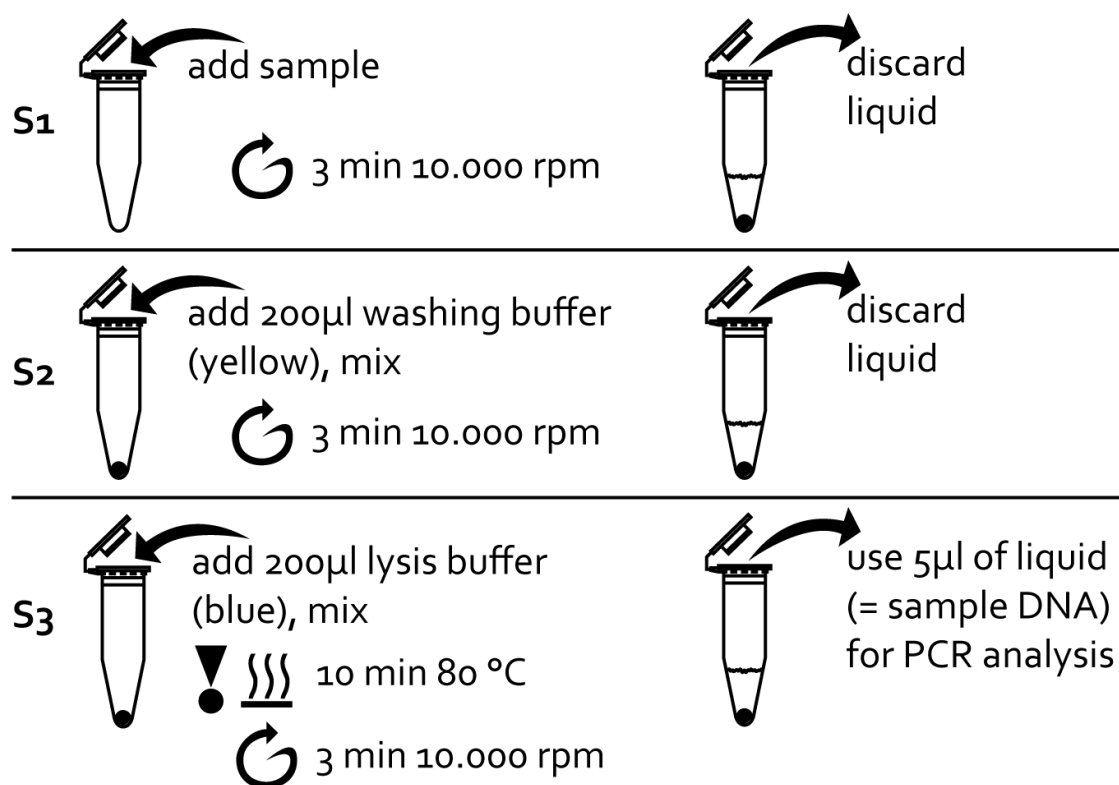 S1
add sample
3 min 10.000 rpm
discard
liquid
S2
add 200µl washing buffer
(yellow), mix
3 min 10.000 rpm
discard
liquid
S3
add 200µl lysis buffer
(blue), mix
10 min 80 °C
3 min 10.000 rpm
use 5µl of liquid
(= sample DNA)
for PCR analysis